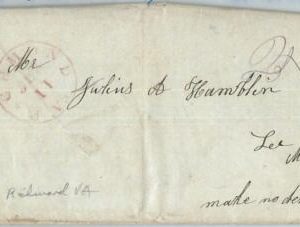 Mr
Julius A Hamblin
Lee
M
make no de
Richmond VA